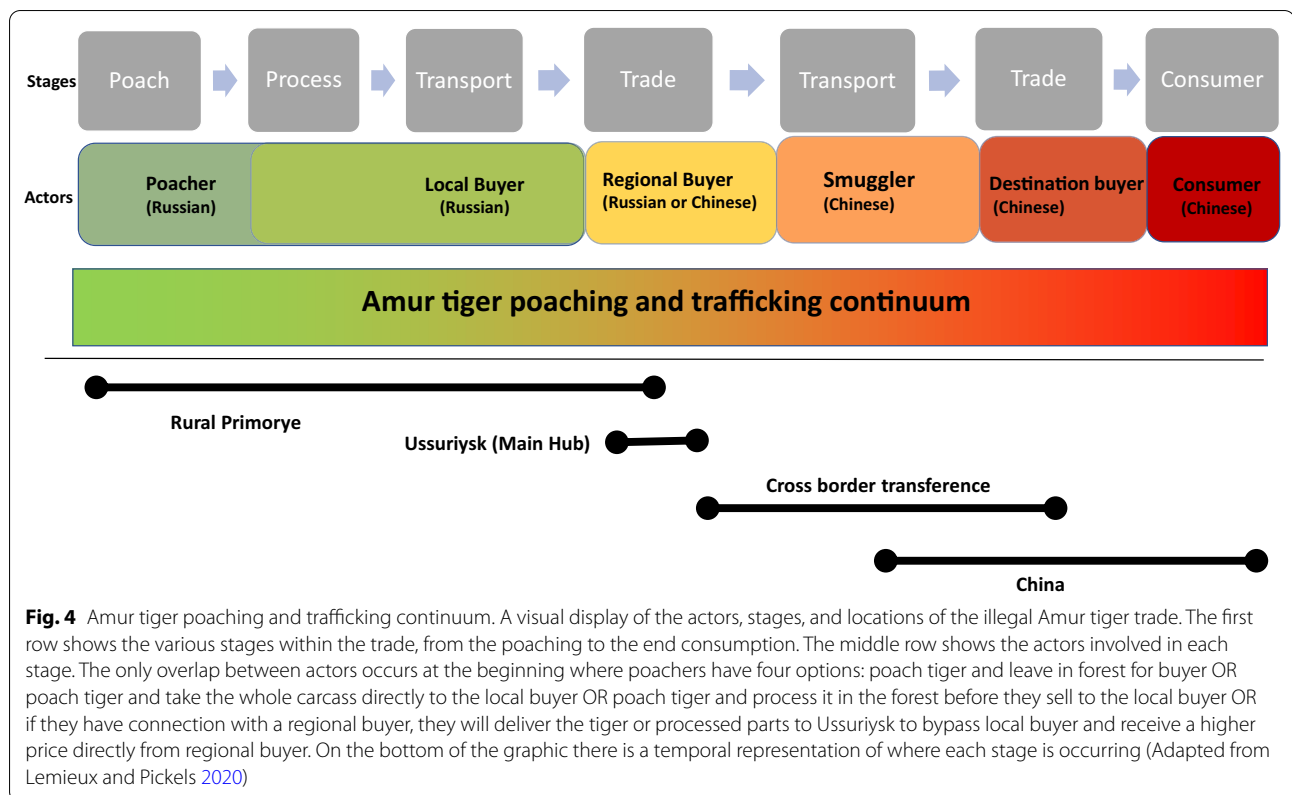 Stages
Poach
Process
Transport
Trade
Transport
Trade
Consumer
Actors
Poacher
(Russian)
Local Buyer
(Russian)
Regional Buyer
(Russian or Chinese)
Smuggler
(Chinese)
Destination buyer
(Chinese)
Consumer
(Chinese)
Amur tiger poaching and trafficking continuum
Rural Primorye
Ussuriysk (Main Hub)
Cross border transference
China
Fig. 4 Amur tiger poaching and trafficking continuum. A visual display of the actors, stages, and locations of the illegal Amur tiger trade. The first
row shows the various stages within the trade, from the poaching to the end consumption. The middle row shows the actors involved in each
stage. The only overlap between actors occurs at the beginning where poachers have four options: poach tiger and leave in forest for buyer OR
poach tiger and take the whole carcass directly to the local buyer OR poach tiger and process it in the forest before they sell to the local buyer OR
if they have connection with a regional buyer, they will deliver the tiger or processed parts to Ussuriysk to bypass local buyer and receive a higher
price directly from regional buyer. On the bottom of the graphic there is a temporal representation of where each stage is occurring (Adapted from
Lemieux and Pickels 2020)